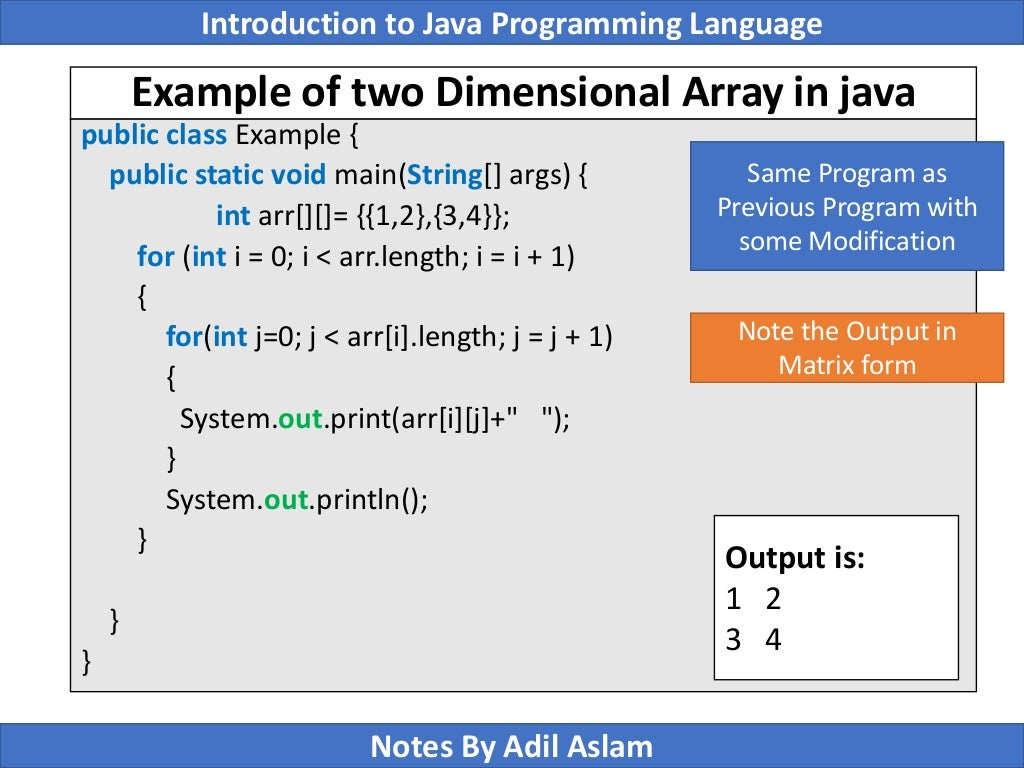 Introduction to Java Programming Language
Example of two Dimensional Array in java
public class Example {
public static void main(String[] args) {
int arr[][]= {{1,2},{3,4}};
for (int i = 0; i < arr.length; i = i + 1)
{
for(int j=0; j < arr[i].length; j = j + 1)
{
System.out.print(arr[i][j]+"   ");
}
System.out.println();
}
}
}
Same Program as
Previous Program with
some Modification
Note the Output in
Matrix form
Output is:
1   2
3   4
Notes By Adil Aslam